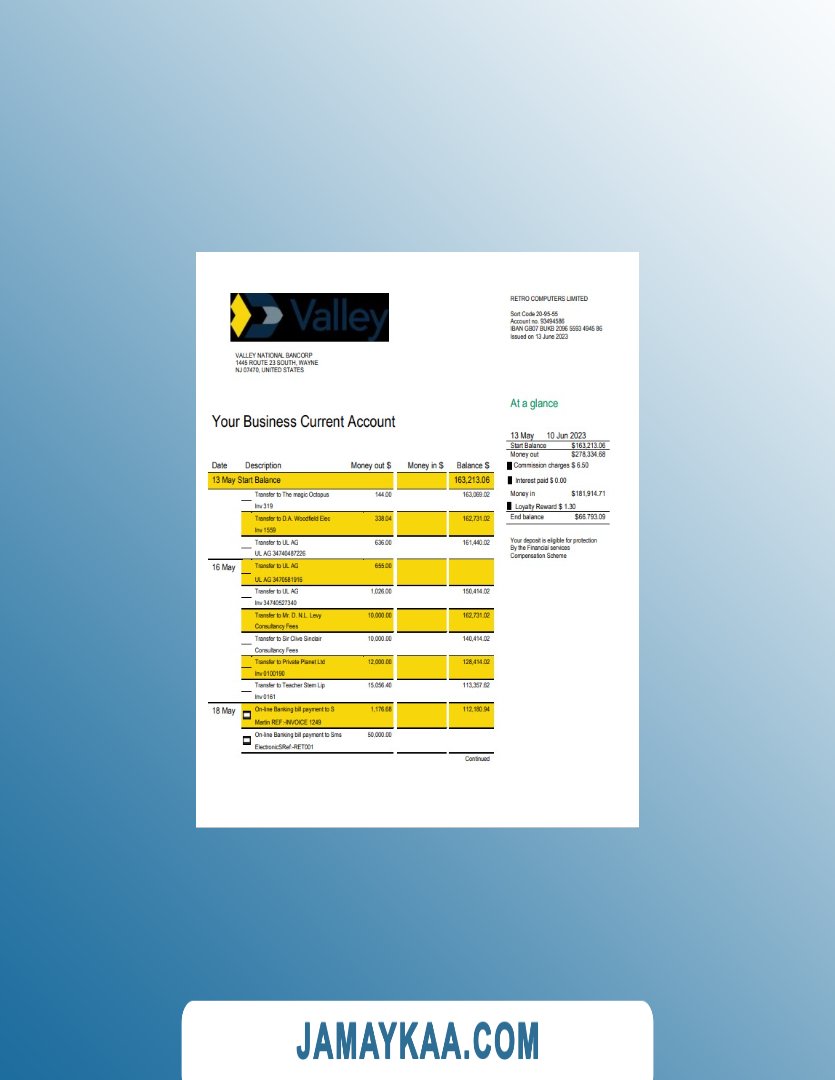 Valley
RETRO COMPUTERS LIMITED
Sort Code 20-95-55
Account no. 93494586
IBAN GB07 BUKB 2096 5593 4945 86
Issued on 13 June 2023
VALLEY NATIONAL BANCORP
1445 ROUTE 23 SOUTH, WAYNE
NJ 07470, UNITED STATES
At a glance
Your Business Current Account
13 May 10 Jun 2023
Start Balance $163,213.06
Money out $278,334.68
Commission charges $ 6.50
Interest paid $ 0.00
Money in $181,914.71
Loyalty Reward $ 1.30
End balance $66.793.09
Your deposit is eligible for protection
By the Financial services
Compensation Scheme
Date Description Money out $ Money in $ Balance $
13 May Start Balance 163,213.06
Transfer to The magic Octopus 144.00 163,069.02
Inv 319
Transfer to D.A. Woodfield Elec 338.04 162,731.02
Inv 1559
Transfer to UL AG 636.00 161,440.02
UL AG 34740487226
16 May Transfer to UL AG 655.00
UL AG 3470581916
Transfer to UL AG 1,026.00 150,414.02
Inv 34740527340
Transfer to Mr. D. N.L. Levy 10,000.00 162,731.02
Consultancy Fees
Transfer to Sir Clive Sinclair 10,000.00 140,414.02
Consultancy Fees
Transfer to Private Planet Ltd 12,000.00 128,414.02
Inv 0100190
Transfer to Teacher Stern Lip 15,056.40 113,357.62
Inv 0161
18 May On-line Banking bill payment to S 1,176.68 112,180.94
Martin REF:-INVOICE 1249
On-line Banking bill payment to Sms 50,000.00
ElectronicSRef:-RET001
Continued
JAMAYKAA.COM